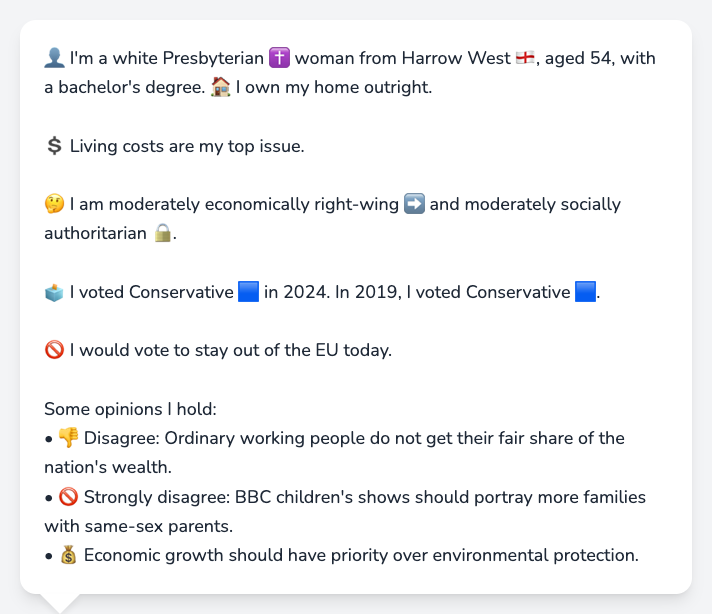 👤 I'm a white Presbyterian ✝️ woman from Harrow West 🏴󠁧󠁢󠁥󠁮󠁧󠁿, aged 54, with
a bachelor's degree. 🏠 I own my home outright.
💲 Living costs are my top issue.
🤔 I am moderately economically right-wing ➡️ and moderately socially
authoritarian 🔒.
🗳️ I voted Conservative 🟦 in 2024. In 2019, I voted Conservative 🟦.
🚫 I would vote to stay out of the EU today.
Some opinions I hold:
• 👎 Disagree: Ordinary working people do not get their fair share of the
nation's wealth.
• 🚫 Strongly disagree: BBC children's shows should portray more families
with same-sex parents.
• 💰 Economic growth should have priority over environmental protection.